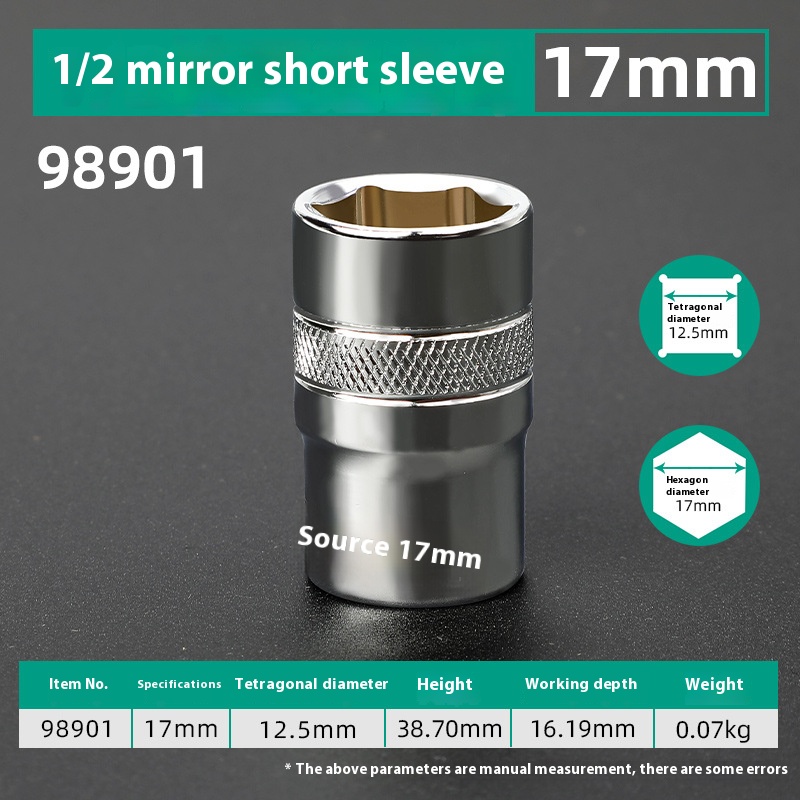 1/2 mirror short sleeve 17mm
98901
Tetragonal
diameter
12.5mm
Hexagon
diameter
17mm
Source 17mm
Item No. Specifications Tetragonal diameter Height Working depth Weight
98901 17mm 12.5mm 38.70mm 16.19mm 0.07kg
* The above parameters are manual measurement, there are some errors